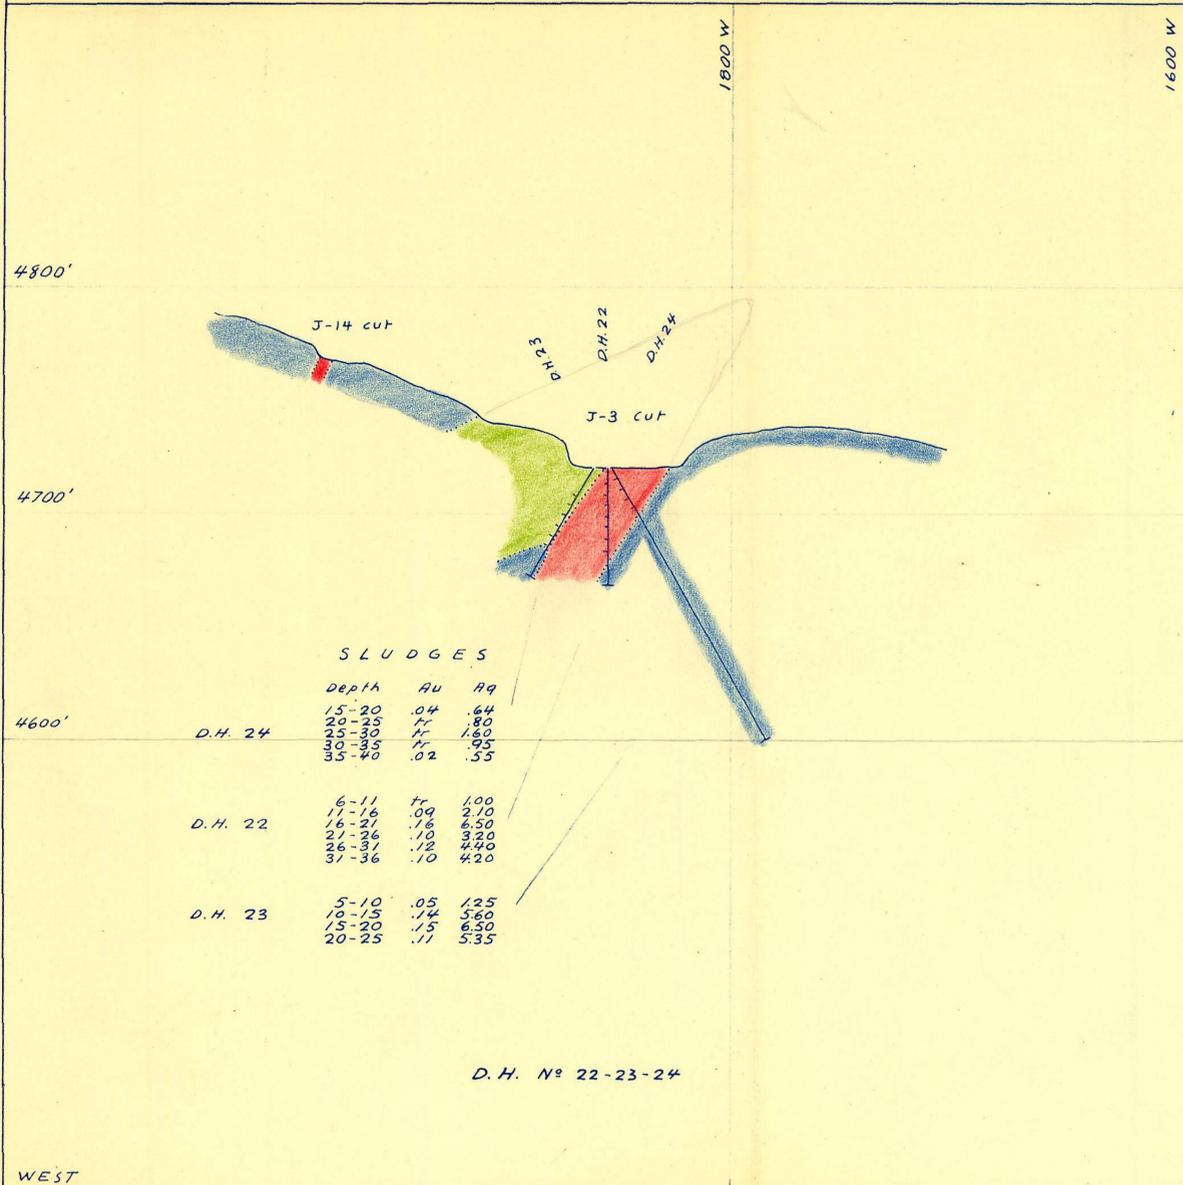 1800 W
1600 W
4800'
J-14 cut
D.H.23
D.H.22
D.H.24
J-3 cut
4700'
SLUDGES
Depth Au Ag
4600'
D.H. 24
15-20 .04 .64
20-25 tr .80
25-30 tr 1.60
30-35 tr .95
35-40 .02 .55
D.H. 22
6-11 tr 1.00
11-16 .09 2.10
16-21 .16 6.50
21-26 .10 3.20
26-31 .12 4.40
31-36 .10 4.20
D.H. 23
5-10 .05 1.25
10-15 .14 5.60
15-20 .15 6.50
20-25 .11 5.35
D.H. Nº 22-23-24
WEST